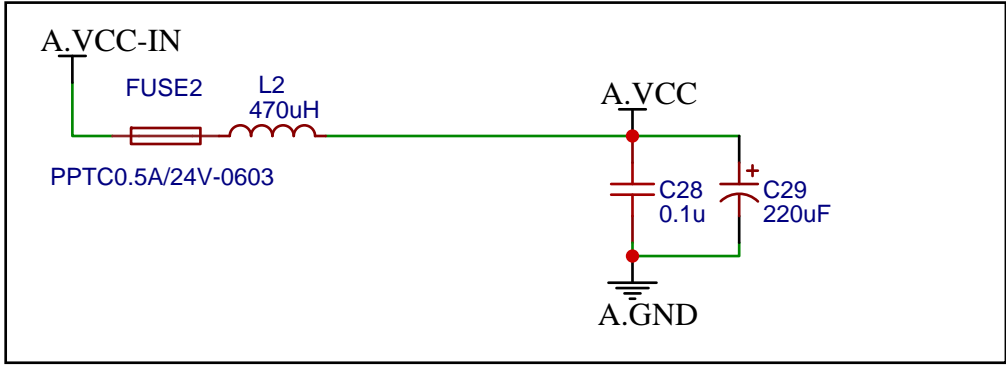 A.VCC-IN
FUSE2
L2
470uH
PPTC0.5A/24V-0603
A.VCC
+
C28
0.1u
C29
220uF
A.GND